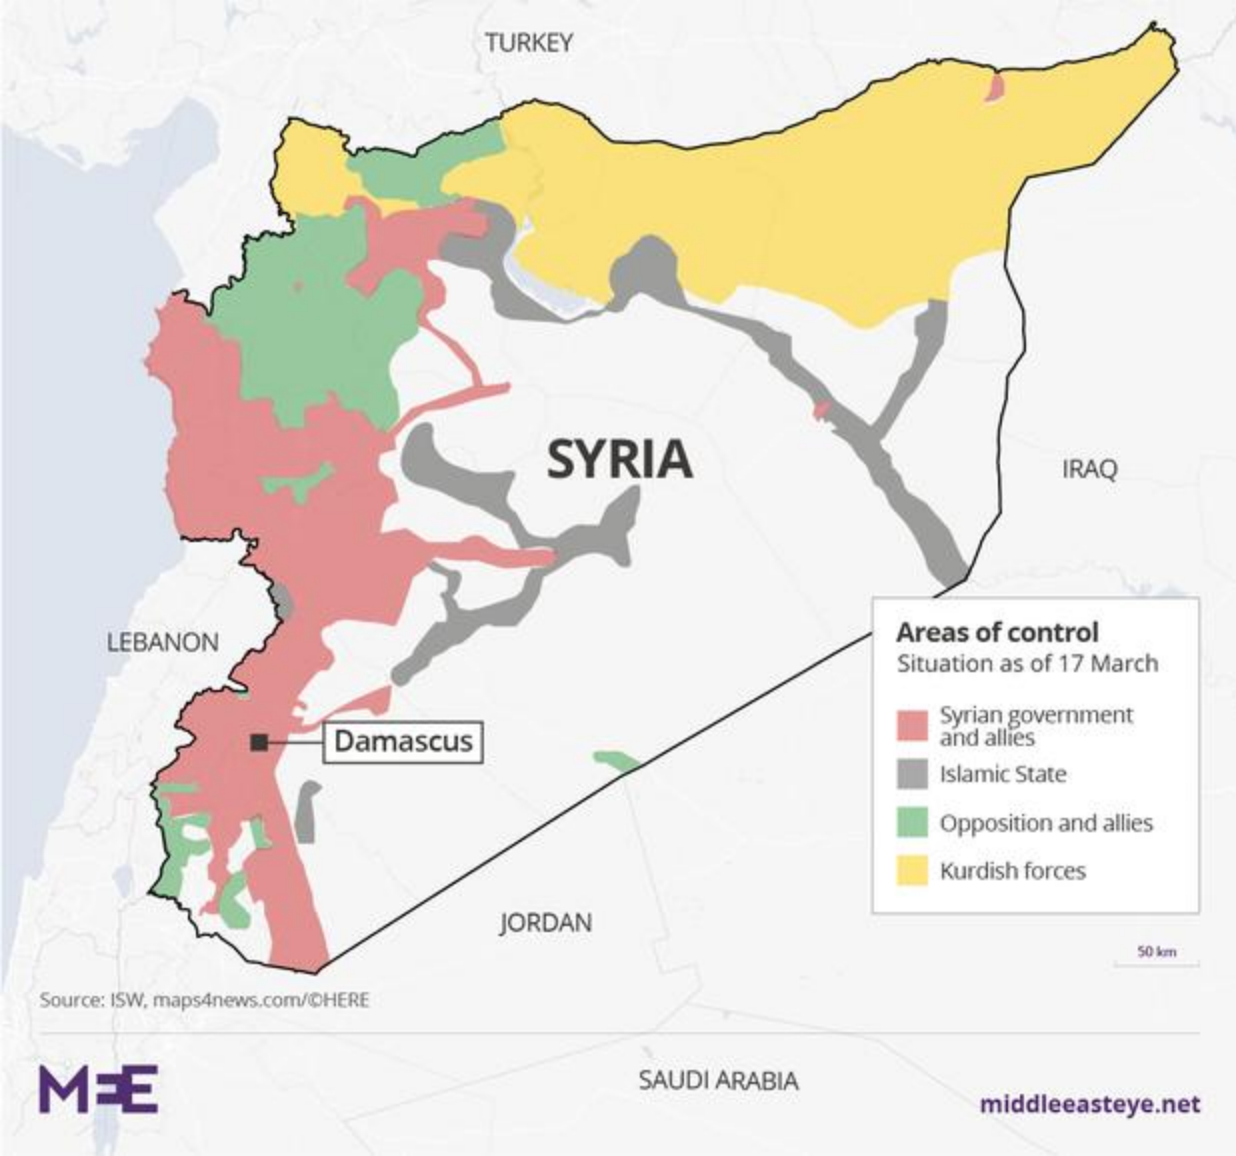 TURKEY
SYRIA
IRAQ
LEBANON
Damascus
JORDAN
SAUDI ARABIA
Areas of control
Situation as of 17 March
Syrian government
and allies
Islamic State
Opposition and allies
Kurdish forces
50 km
Source: ISW, maps4news.com/©HERE
MEE
middleeasteye.net